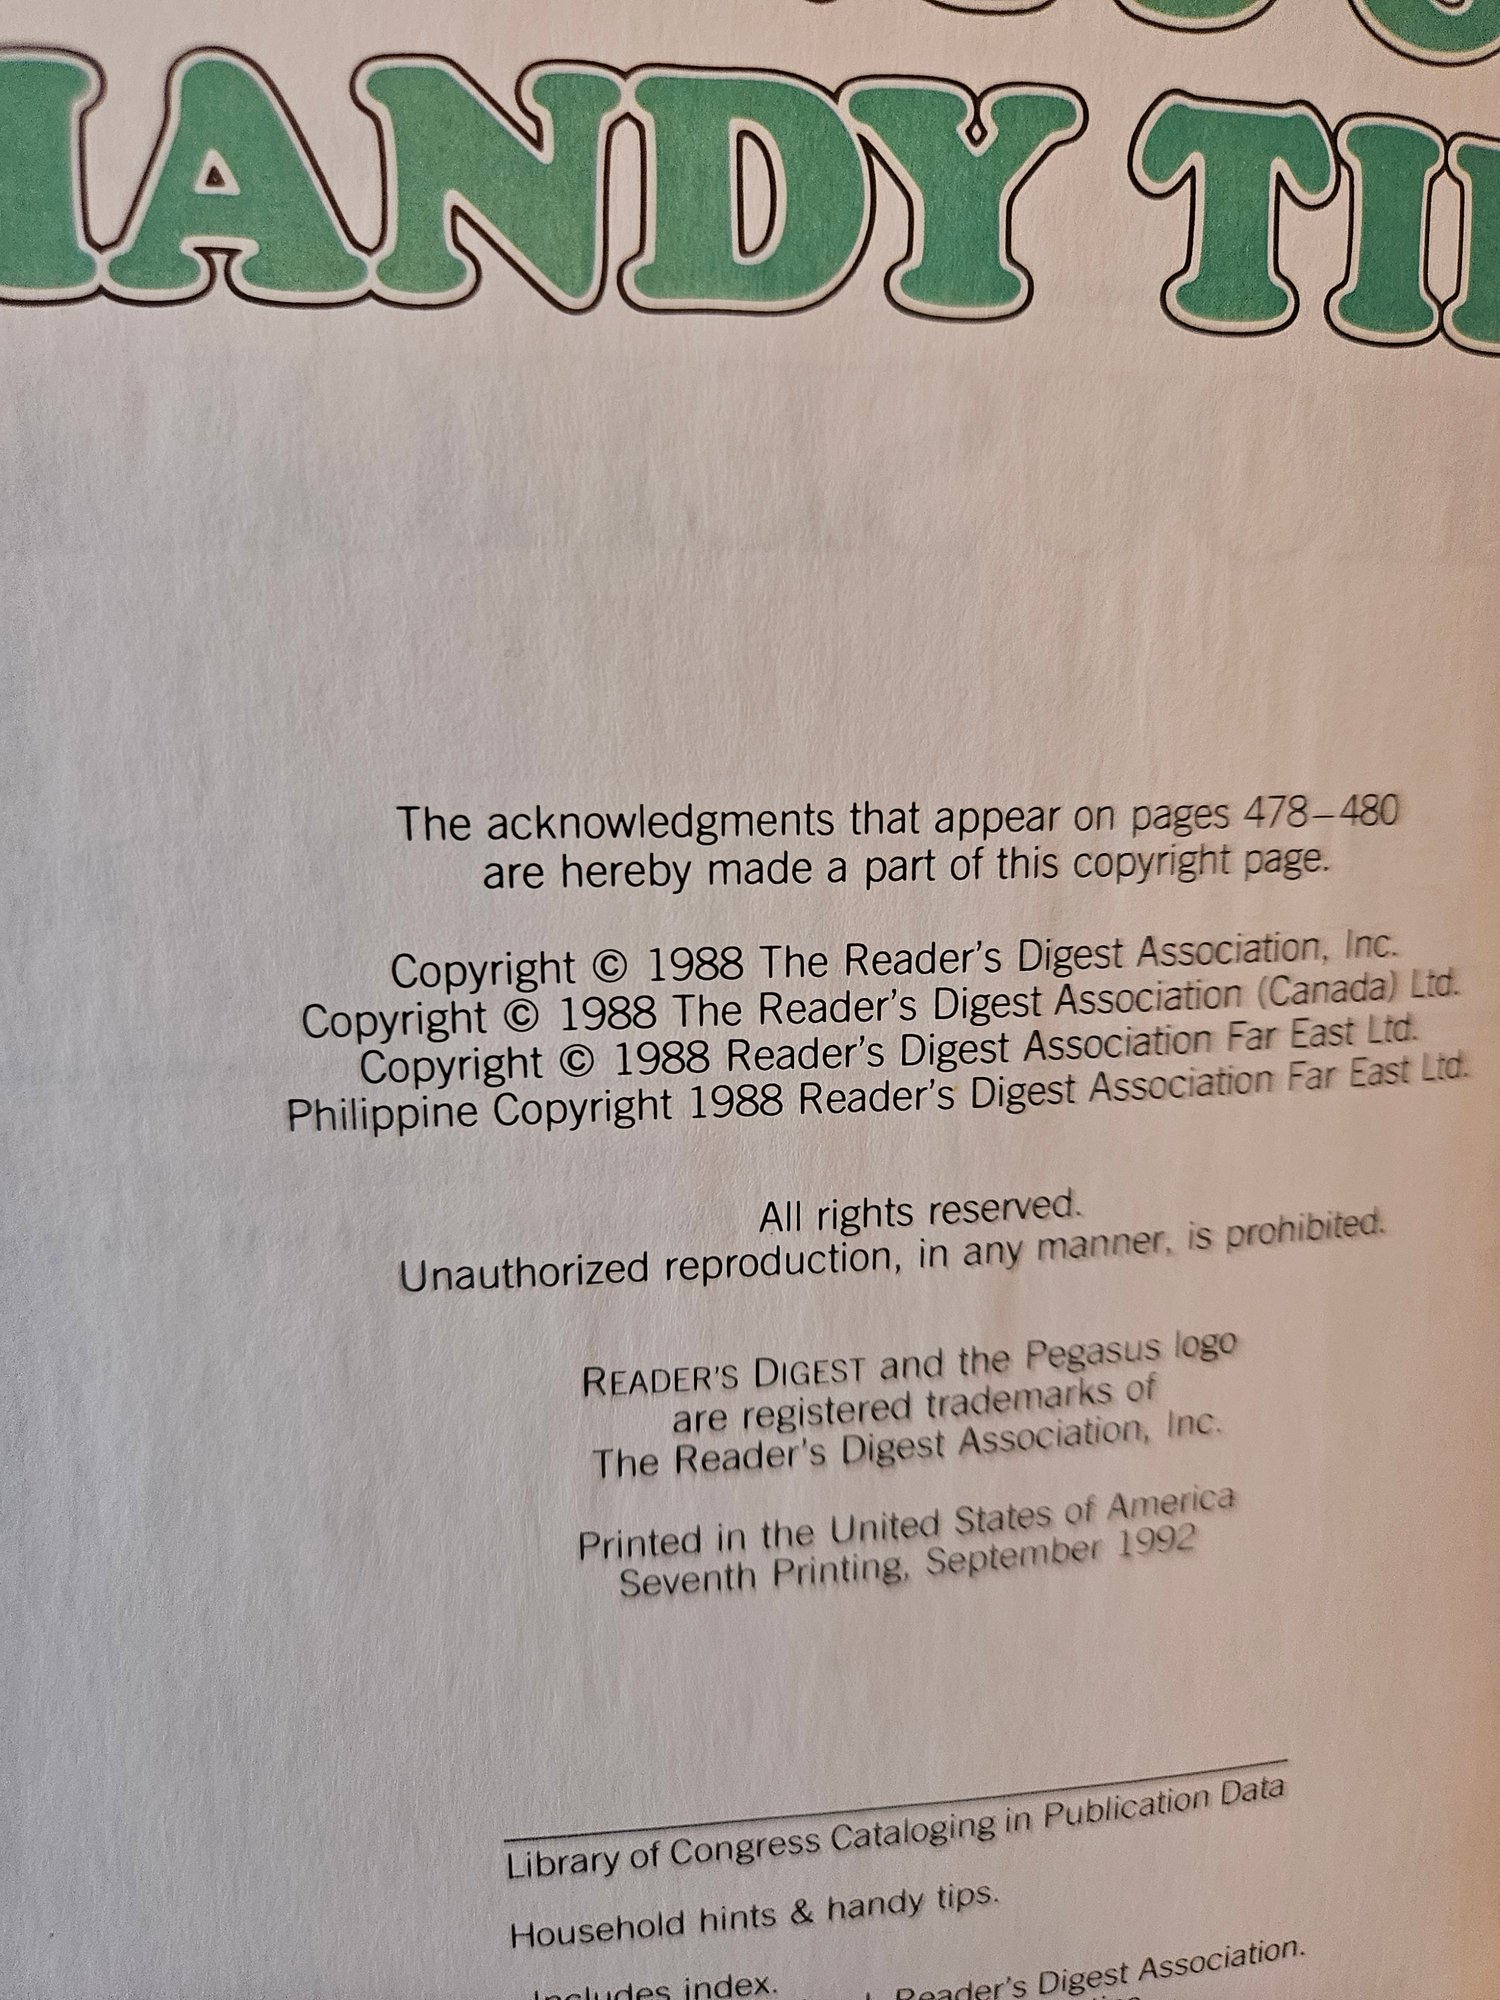 HANDY TI
The acknowledgments that appear on pages 478–480
are hereby made a part of this copyright page.
Copyright © 1988 The Reader's Digest Association, Inc.
Copyright © 1988 The Reader's Digest Association (Canada) Ltd.
Copyright © 1988 Reader's Digest Association Far East Ltd.
Philippine Copyright 1988 Reader's Digest Association Far East Ltd.
All rights reserved.
Unauthorized reproduction, in any manner, is prohibited.
READER'S DIGEST and the Pegasus logo
are registered trademarks of
The Reader's Digest Association, Inc.
Printed in the United States of America
Seventh Printing, September 1992
Library of Congress Cataloging in Publication Data
Household hints & handy tips.
Includes index.
Reader's Digest Association.